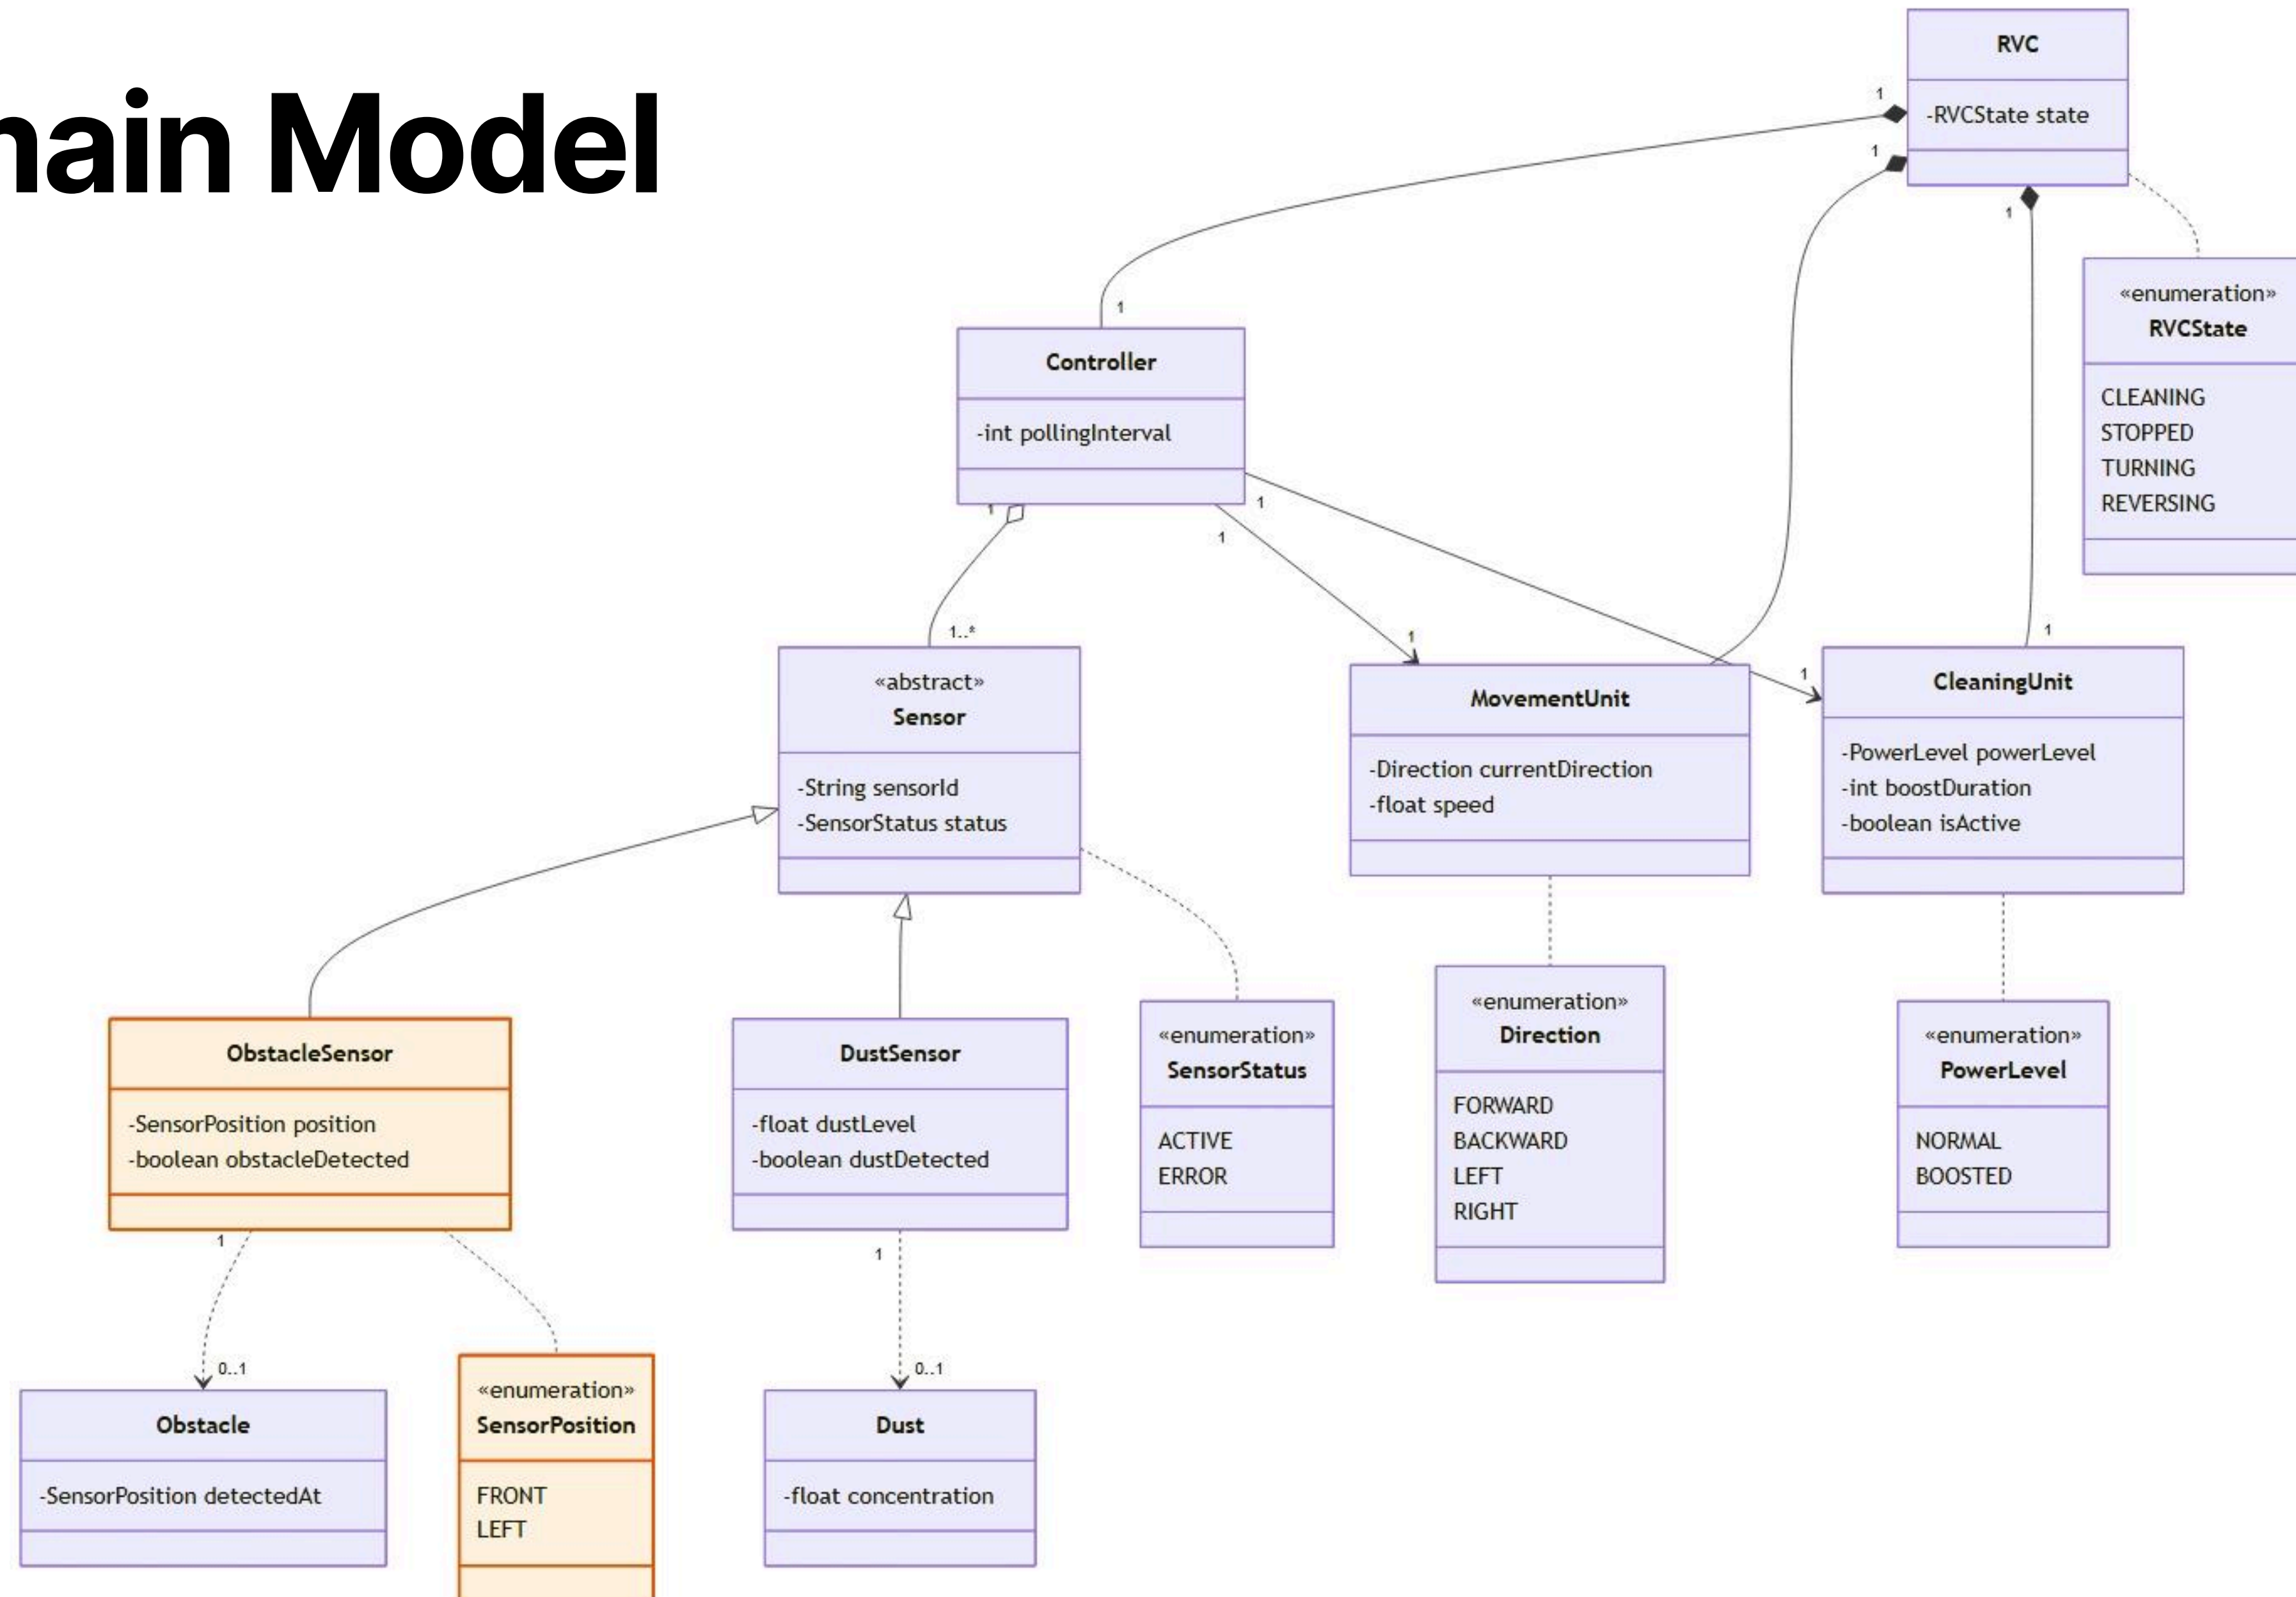 main Model
RVC
-RVCState state
1
1
1
«enumeration»
RVCState
CLEANING
STOPPED
TURNING
REVERSING
1
Controller
-int pollingInterval
1
1
1
1..*
1
1
1
«abstract»
Sensor
-String sensorId
-SensorStatus status
MovementUnit
-Direction currentDirection
-float speed
CleaningUnit
-PowerLevel powerLevel
-int boostDuration
-boolean isActive
ObstacleSensor
-SensorPosition position
-boolean obstacleDetected
DustSensor
-float dustLevel
-boolean dustDetected
«enumeration»
SensorStatus
ACTIVE
ERROR
«enumeration»
Direction
FORWARD
BACKWARD
LEFT
RIGHT
«enumeration»
PowerLevel
NORMAL
BOOSTED
1
1
0..1
0..1
Obstacle
-SensorPosition detectedAt
«enumeration»
SensorPosition
FRONT
LEFT
Dust
-float concentration